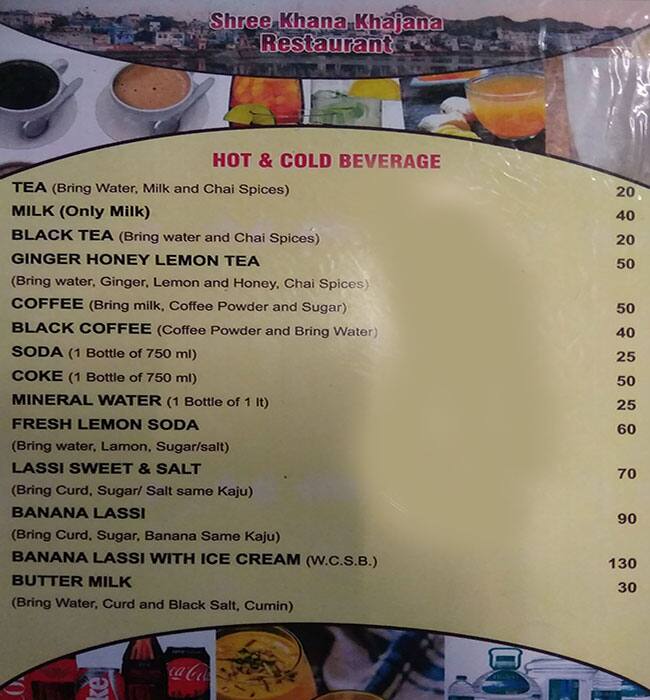 Shree Khana Khajana
Restaurant
HOT & COLD BEVERAGE
TEA (Bring Water, Milk and Chai Spices) 20
MILK (Only Milk) 40
BLACK TEA (Bring water and Chai Spices) 20
GINGER HONEY LEMON TEA 50
(Bring water, Ginger, Lemon and Honey, Chai Spices)
COFFEE (Bring milk, Coffee Powder and Sugar) 50
BLACK COFFEE (Coffee Powder and Bring Water) 40
SODA (1 Bottle of 750 ml) 25
COKE (1 Bottle of 750 ml) 50
MINERAL WATER (1 Bottle of 1 lt) 25
FRESH LEMON SODA 60
(Bring water, Lamon, Sugar/salt)
LASSI SWEET & SALT 70
(Bring Curd, Sugar/ Salt same Kaju)
BANANA LASSI 90
(Bring Curd, Sugar, Banana Same Kaju)
BANANA LASSI WITH ICE CREAM (W.C.S.B.) 130
BUTTER MILK 30
(Bring Water, Curd and Black Salt, Cumin)
Coca-Cola